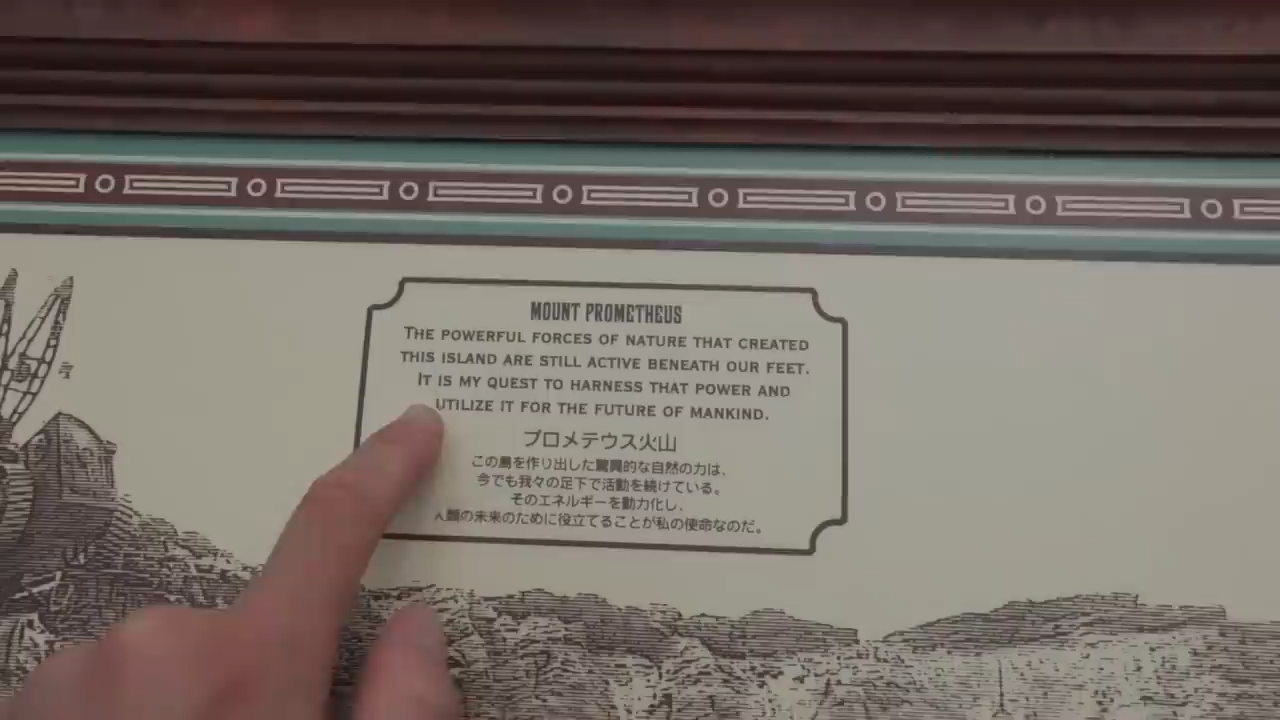 MOUNT PROMETHEUS
THE POWERFUL FORCES OF NATURE THAT CREATED
THIS ISLAND ARE STILL ACTIVE BENEATH OUR FEET.
IT IS MY QUEST TO HARNESS THAT POWER AND
UTILIZE IT FOR THE FUTURE OF MANKIND.
プロメテウス火山
この島を作り出した驚異的な自然の力は、
今でも我々の足下で活動を続けている。
そのエネルギーを動力化し、
人類の未来のために役立てることが私の使命なのだ。